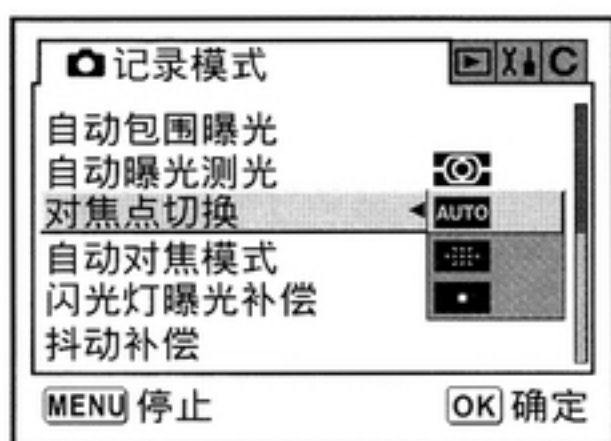 记录模式 C
自动包围曝光
自动曝光测光
对焦点切换 AUTO
自动对焦模式
闪光灯曝光补偿
抖动补偿
MENU 停止 OK 确定